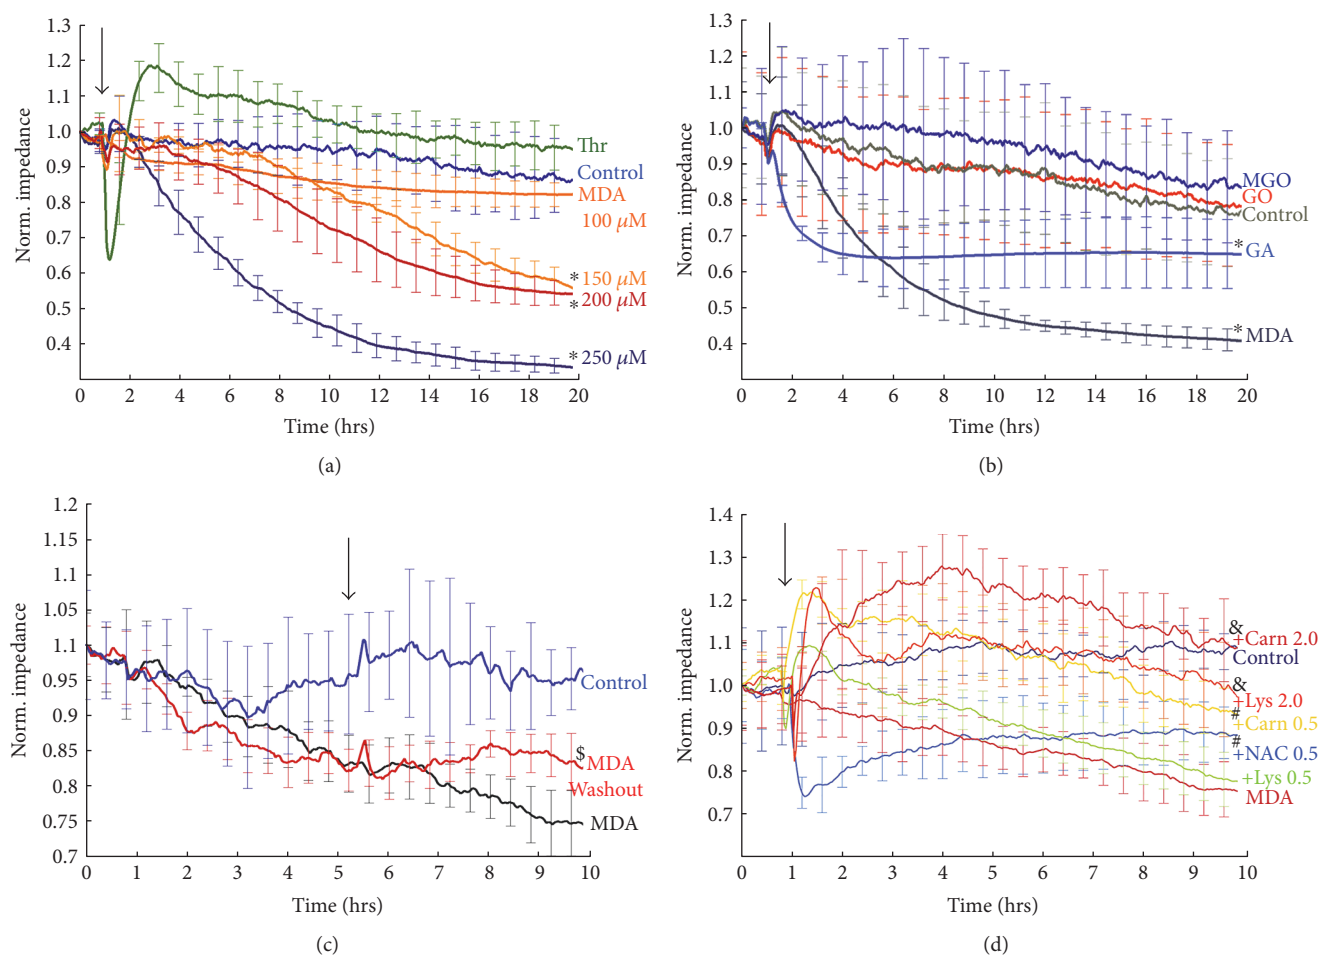 1.3
1.2
1.1
1.0
0.9
0.8
0.7
0.6
0.5
0.4
Norm. impedance
0 2 4 6 8 10 12 14 16 18 20
Time (hrs)
Thr
Control
MDA
100 μM
* 150 μM
* 200 μM
* 250 μM
(a)
1.3
1.2
1.1
1.0
0.9
0.8
0.7
0.6
0.5
0.4
Norm. impedance
0 2 4 6 8 10 12 14 16 18 20
Time (hrs)
MGO
GO
Control
* GA
* MDA
(b)
1.2
1.15
1.1
1.05
1.0
0.95
0.9
0.85
0.8
0.75
0.7
Norm. impedance
0 1 2 3 4 5 6 7 8 9 10
Time (hrs)
Control
$
MDA
Washout
MDA
(c)
1.4
1.3
1.2
1.1
1.0
0.9
0.8
0.7
Norm. impedance
0 1 2 3 4 5 6 7 8 9 10
Time (hrs)
&
+Carn 2.0
Control
&
+Lys 2.0
#
+Carn 0.5
#
+NAC 0.5
+Lys 0.5
MDA
(d)